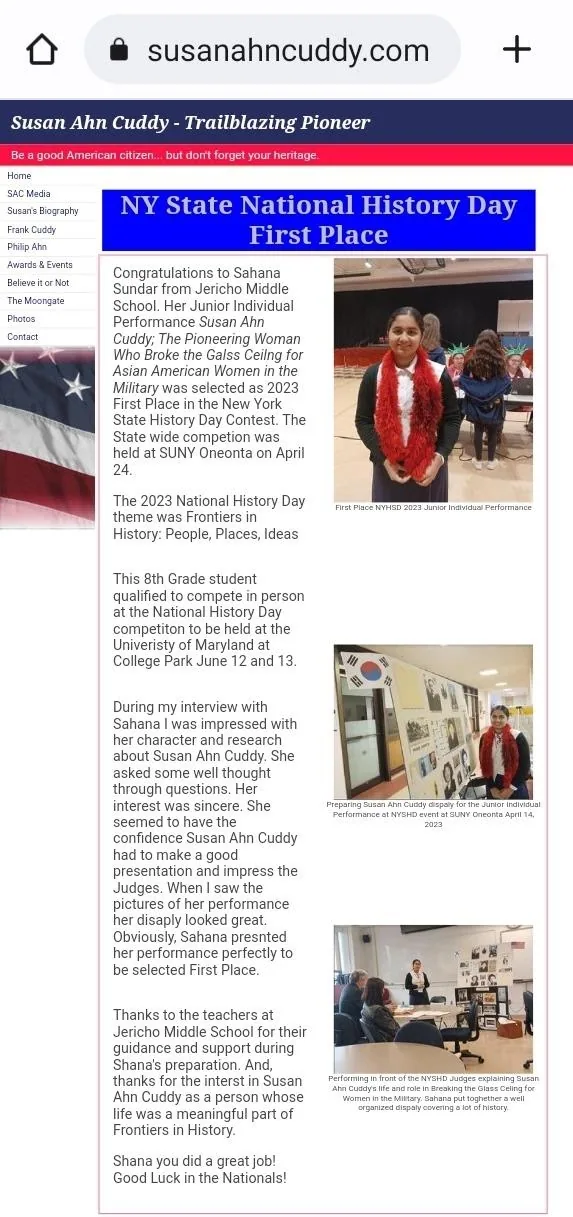 susanahncuddy.com
Susan Ahn Cuddy - Trailblazing Pioneer
Be a good American citizen... but don't forget your heritage.
Home
SAC Media
Susan's Biography
Frank Cuddy
Philip Ahn
Awards & Events
Believe it or Not
The Moongate
Photos
Contact
NY State National History Day
First Place
Congratulations to Sahana
Sundar from Jericho Middle
School. Her Junior Individual
Performance Susan Ahn
Cuddy; The Pioneering Woman
Who Broke the Galss Ceilng for
Asian American Women in the
Military was selected as 2023
First Place in the New York
State History Day Contest. The
State wide competion was
held at SUNY Oneonta on April
24.
The 2023 National History Day
theme was Frontiers in
History: People, Places, Ideas
This 8th Grade student
qualified to compete in person
at the National History Day
competiton to be held at the
Univeristy of Maryland at
College Park June 12 and 13.
During my interview with
Sahana I was impressed with
her character and research
about Susan Ahn Cuddy. She
asked some well thought
through questions. Her
interest was sincere. She
seemed to have the
confidence Susan Ahn Cuddy
had to make a good
presentation and impress the
Judges. When I saw the
pictures of her performance
her disaply looked great.
Obviously, Sahana presnted
her performance perfectly to
be selected First Place.
Thanks to the teachers at
Jericho Middle School for their
guidance and support during
Shana's preparation. And,
thanks for the interst in Susan
Ahn Cuddy as a person whose
life was a meaningful part of
Frontiers in History.
Shana you did a great job!
Good Luck in the Nationals!
First Place NYHSD 2023 Junior Individual Performance
Preparing Susan Ahn Cuddy dispaly for the Junior Individual
Performance at NYSHD event at SUNY Oneonta April 14,
2023
Performing in front of the NYSHD Judges explaining Susan
Ahn Cuddy's life and role in Breaking the Glass Celing for
Women in the Military. Sahana put toghether a well
organized dispaly covering a lot of history.